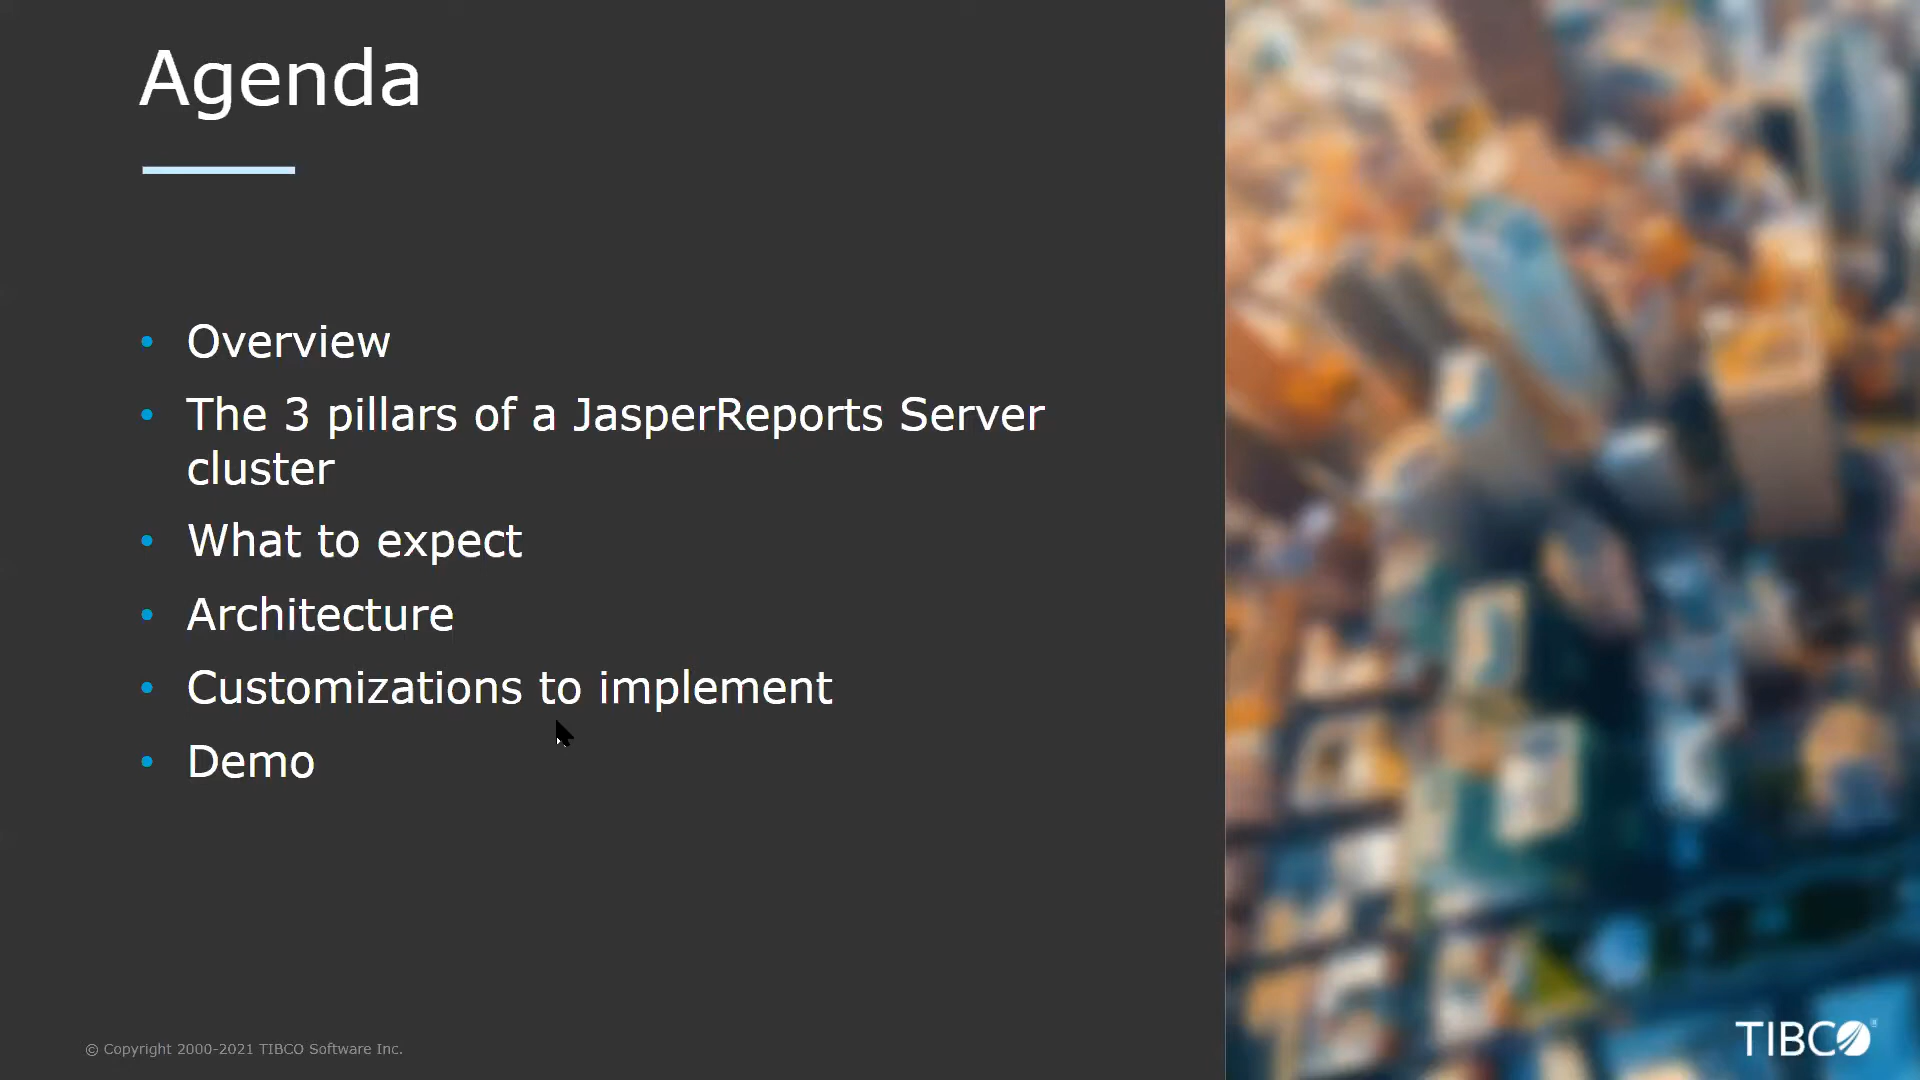 Agenda
• Overview
• The 3 pillars of a JasperReports Server
cluster
• What to expect
• Architecture
• Customizations to implement
• Demo
© Copyright 2000-2021 TIBCO Software Inc.
TIBCO